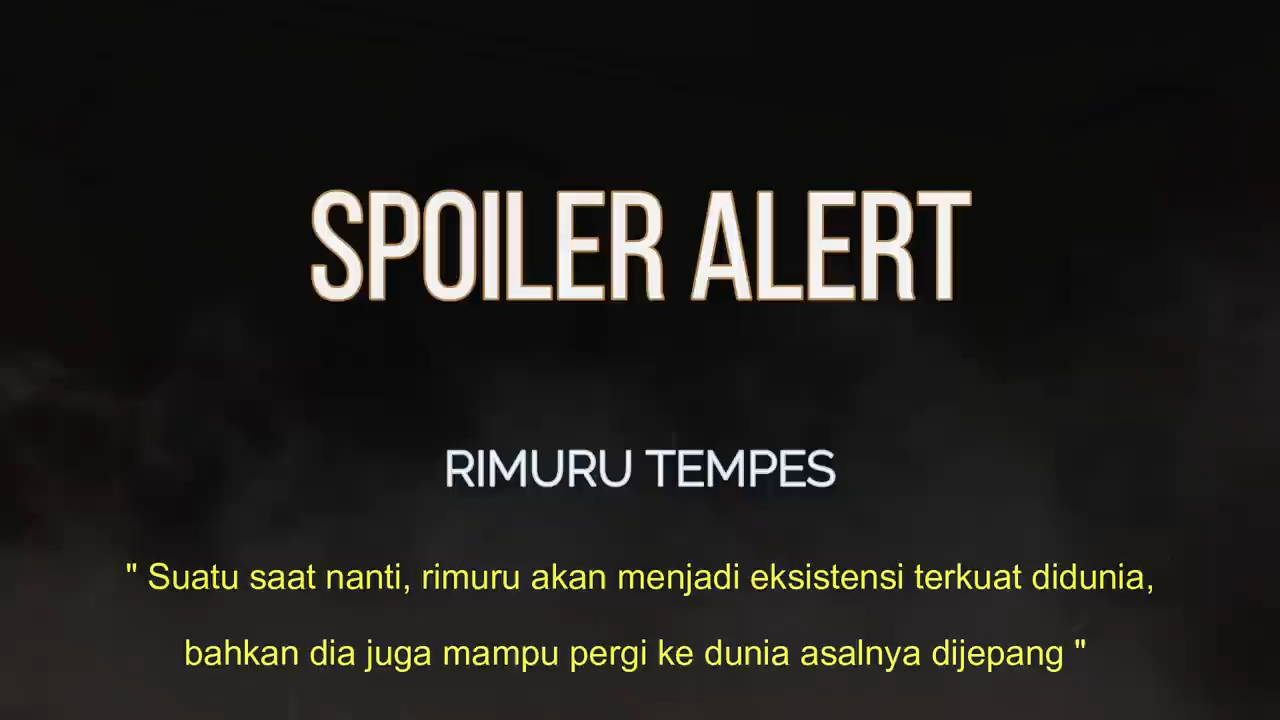 SPOILER ALERT
RIMURU TEMPES
" Suatu saat nanti, rimuru akan menjadi eksistensi terkuat didunia,
bahkan dia juga mampu pergi ke dunia asalnya dijepang "